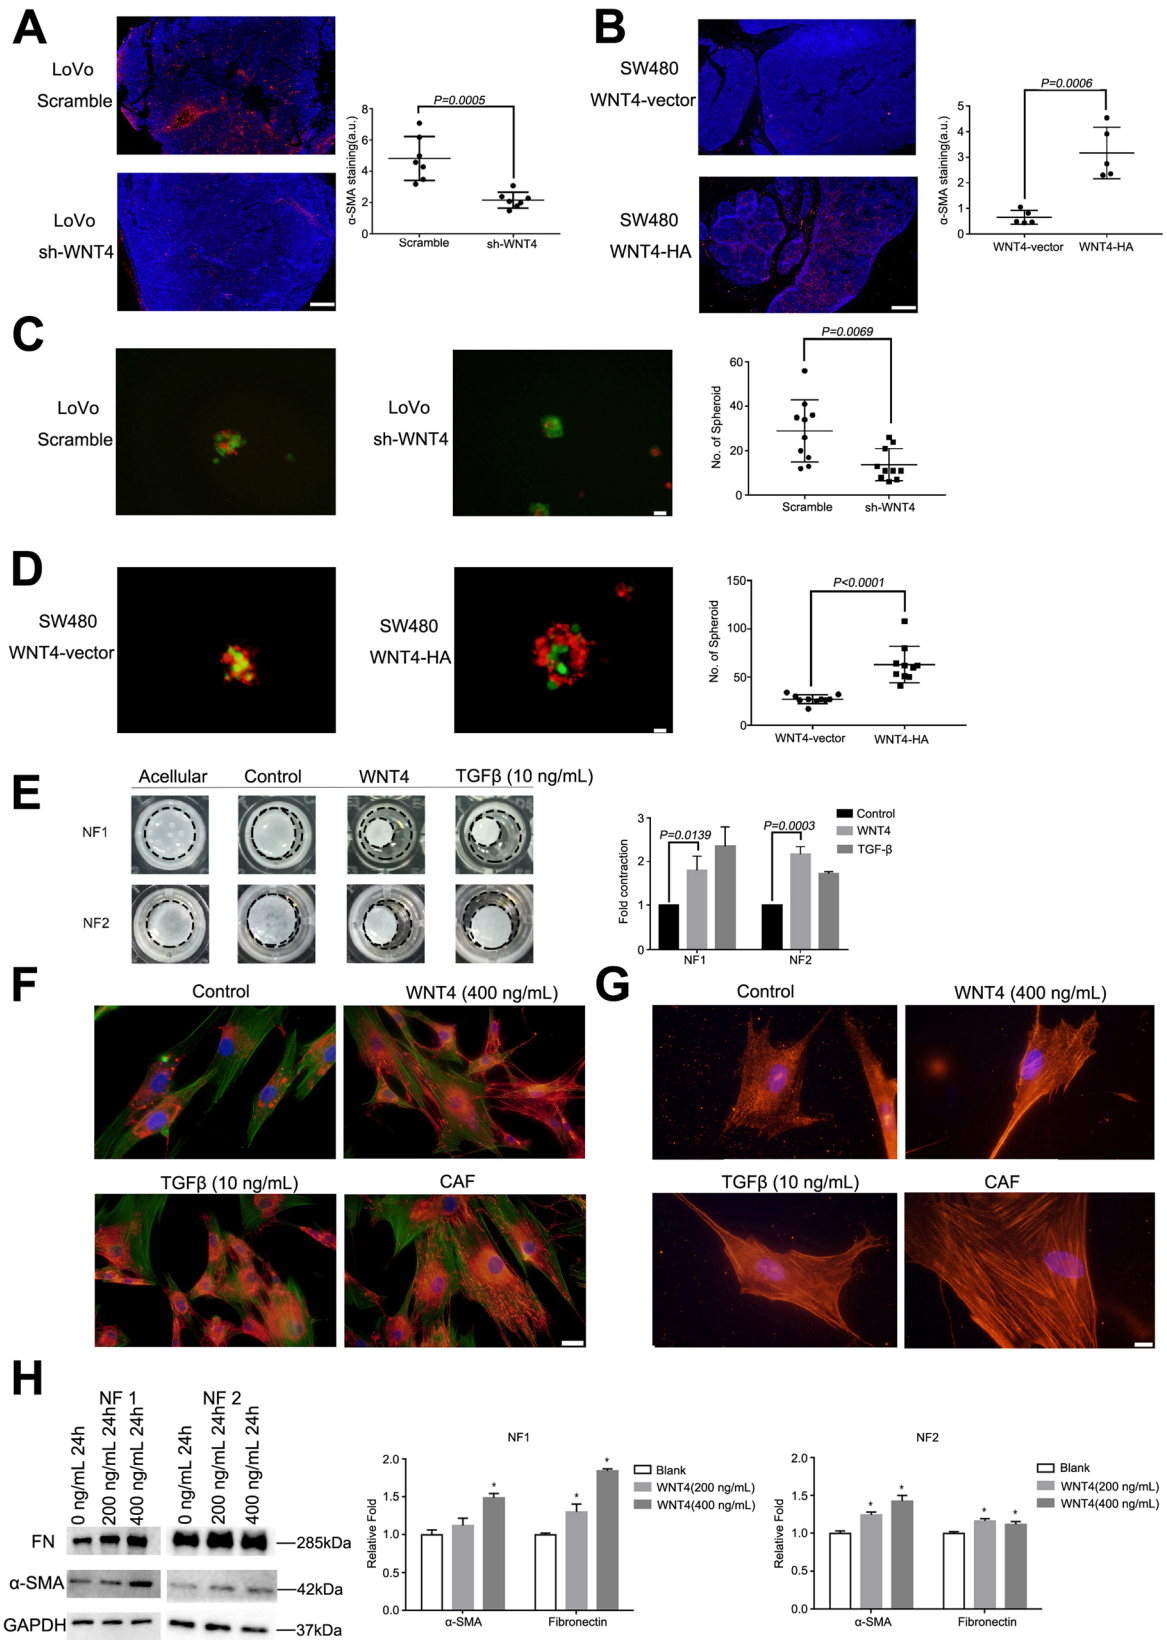 A
LoVo
Scramble
LoVo
sh-WNT4
P=0.0005
α-SMA staining(a.u.)
8
6
4
2
0
Scramble
sh-WNT4
B
SW480
WNT4-vector
SW480
WNT4-HA
P=0.0006
α-SMA staining(a.u.)
5
4
3
2
1
0
WNT4-vector
WNT4-HA
C
LoVo
Scramble
LoVo
sh-WNT4
P=0.0069
No. of Spheroid
60
40
20
0
Scramble
sh-WNT4
D
SW480
WNT4-vector
SW480
WNT4-HA
P<0.0001
No. of Spheroid
150
100
50
0
WNT4-vector
WNT4-HA
E
Acellular
Control
WNT4
TGFβ (10 ng/mL)
NF1
NF2
Fold contraction
3
2
1
0
P=0.0139
P=0.0003
Control
WNT4
TGF-β
NF1
NF2
F
Control
WNT4 (400 ng/mL)
TGFβ (10 ng/mL)
CAF
G
Control
WNT4 (400 ng/mL)
TGFβ (10 ng/mL)
CAF
H
NF 1
NF 2
0 ng/mL 24h
200 ng/mL 24h
400 ng/mL 24h
0 ng/mL 24h
200 ng/mL 24h
400 ng/mL 24h
FN
285kDa
α-SMA
42kDa
GAPDH
37kDa
NF1
Relative Fold
2.0
1.5
1.0
0.5
0.0
*
*
*
α-SMA
Fibronectin
Blank
WNT4(200 ng/mL)
WNT4(400 ng/mL)
NF2
Relative Fold
2.0
1.5
1.0
0.5
0.0
*
*
*
*
α-SMA
Fibronectin
Blank
WNT4(200 ng/mL)
WNT4(400 ng/mL)